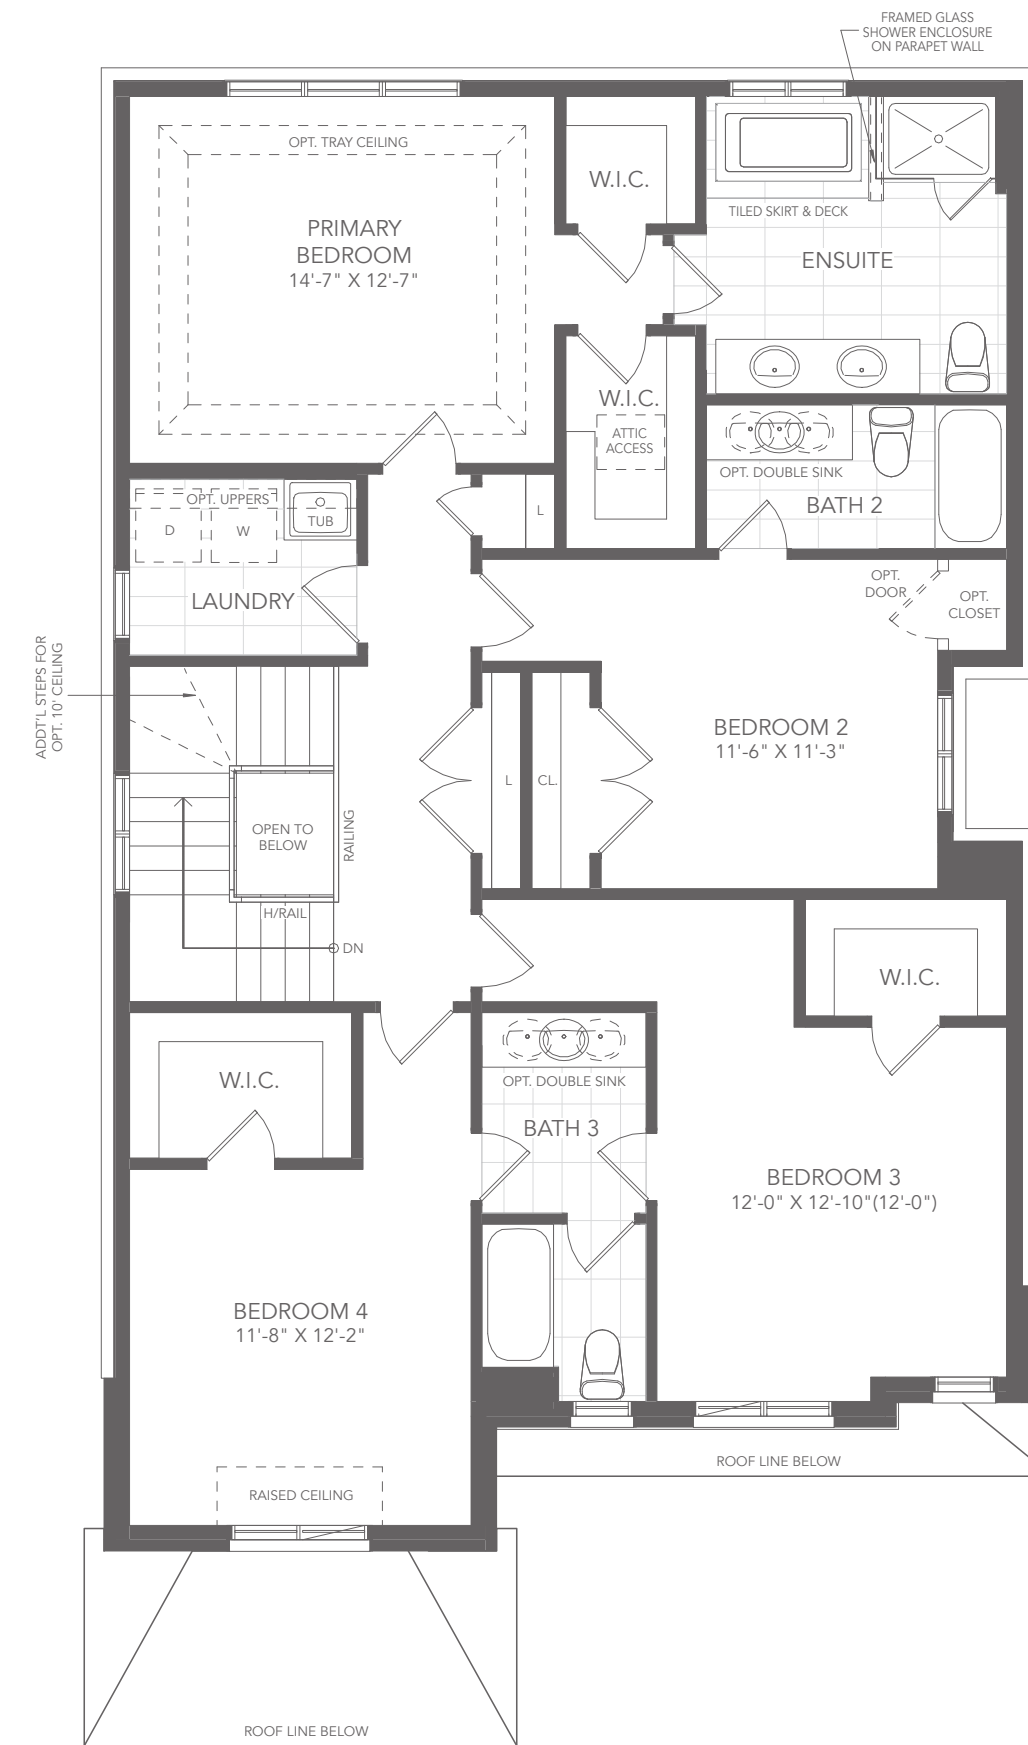 FRAMED GLASS
SHOWER ENCLOSURE
ON PARAPET WALL
OPT. TRAY CEILING
W.I.C.
TILED SKIRT & DECK
PRIMARY
BEDROOM
14'-7" X 12'-7"
ENSUITE
W.I.C.
ATTIC
ACCESS
OPT. DOUBLE SINK
BATH 2
OPT. UPPERS
D
W
TUB
L
LAUNDRY
OPT.
DOOR
OPT.
CLOSET
ADDT'L STEPS FOR
OPT. 10' CEILING
BEDROOM 2
11'-6" X 11'-3"
L
CL.
OPEN TO
BELOW
RAILING
H/RAIL
DN
W.I.C.
W.I.C.
OPT. DOUBLE SINK
BATH 3
BEDROOM 3
12'-0" X 12'-10"(12'-0")
BEDROOM 4
11'-8" X 12'-2"
ROOF LINE BELOW
RAISED CEILING
ROOF LINE BELOW